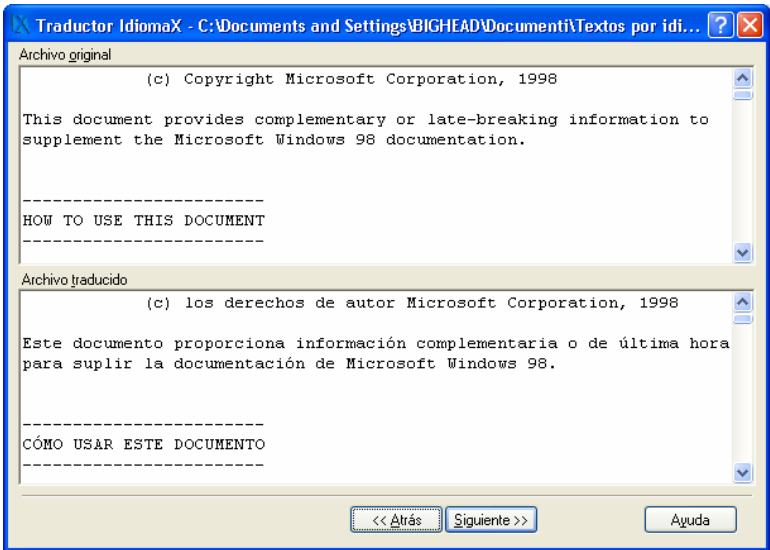 Traductor IdiomaX - C:\Documents and Settings\BIGHEAD\Documenti\Textos por idi...
Archivo original
(c) Copyright Microsoft Corporation, 1998
This document provides complementary or late-breaking information to
supplement the Microsoft Windows 98 documentation.
------------------------
HOW TO USE THIS DOCUMENT
------------------------
Archivo traducido
(c) los derechos de autor Microsoft Corporation, 1998
Este documento proporciona información complementaria o de última hora
para suplir la documentación de Microsoft Windows 98.
------------------------
CÓMO USAR ESTE DOCUMENTO
------------------------
<< Atrás Siguiente >> Ayuda